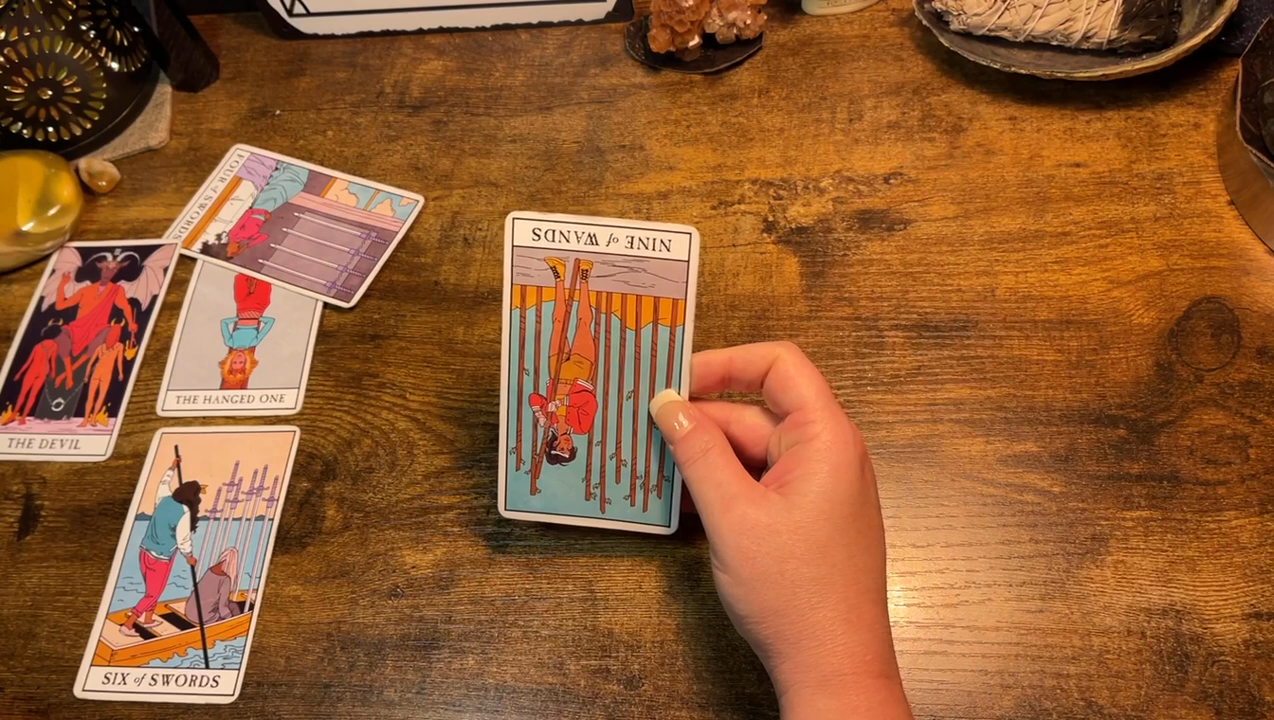 FOUR of SWORDS
NINE of WANDS
THE HANGED ONE
THE DEVIL
SIX of SWORDS